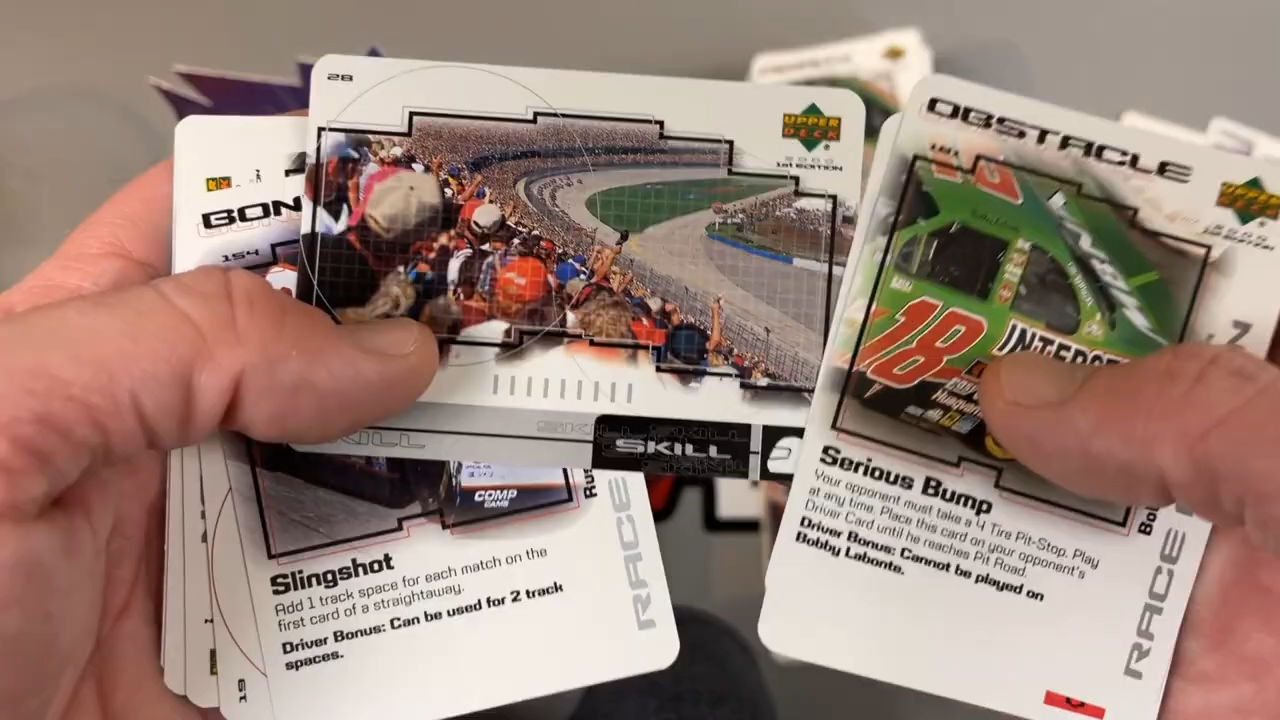 28
UPPER
DECK
2000
1st EDITION
SKILL
BON
154
COMP
CAMS
Slingshot
Add 1 track space for each match on the
first card of a straightaway.
Driver Bonus: Can be used for 2 track
spaces.
RACE
51
OBSTACLE
UPPER
DECK
18
Serious Bump
Your opponent must take a 4 Tire Pit-Stop. Play
at any time. Place this card on your opponent's
Driver Card until he reaches Pit Road.
Driver Bonus: Cannot be played on
Bobby Labonte.
RACE